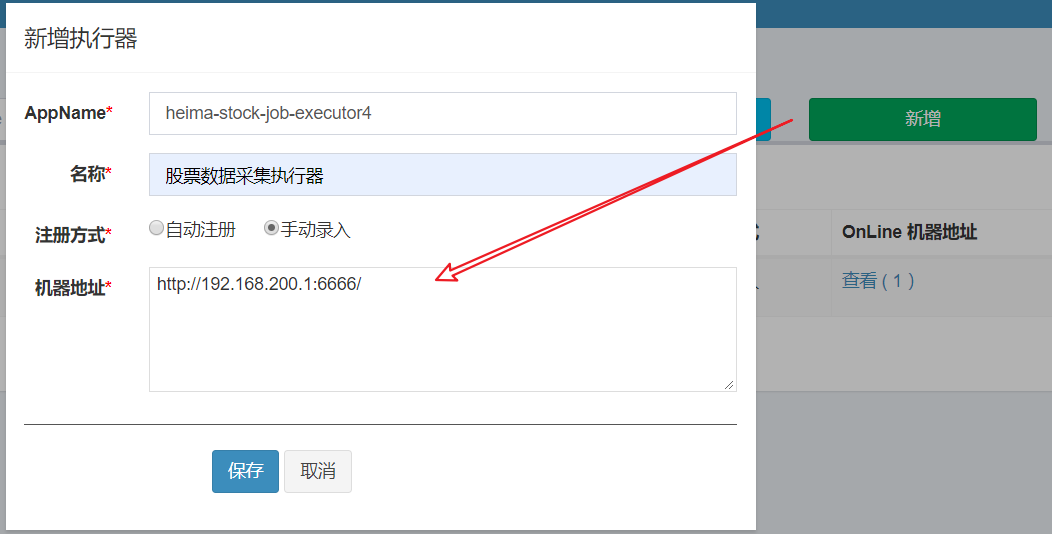 新增执行器
AppName*
heima-stock-job-executor4
新增
名称*
股票数据采集执行器
注册方式*
自动注册
手动录入
OnLine 机器地址
机器地址*
http://192.168.200.1:6666/
查看 ( 1 )
保存
取消